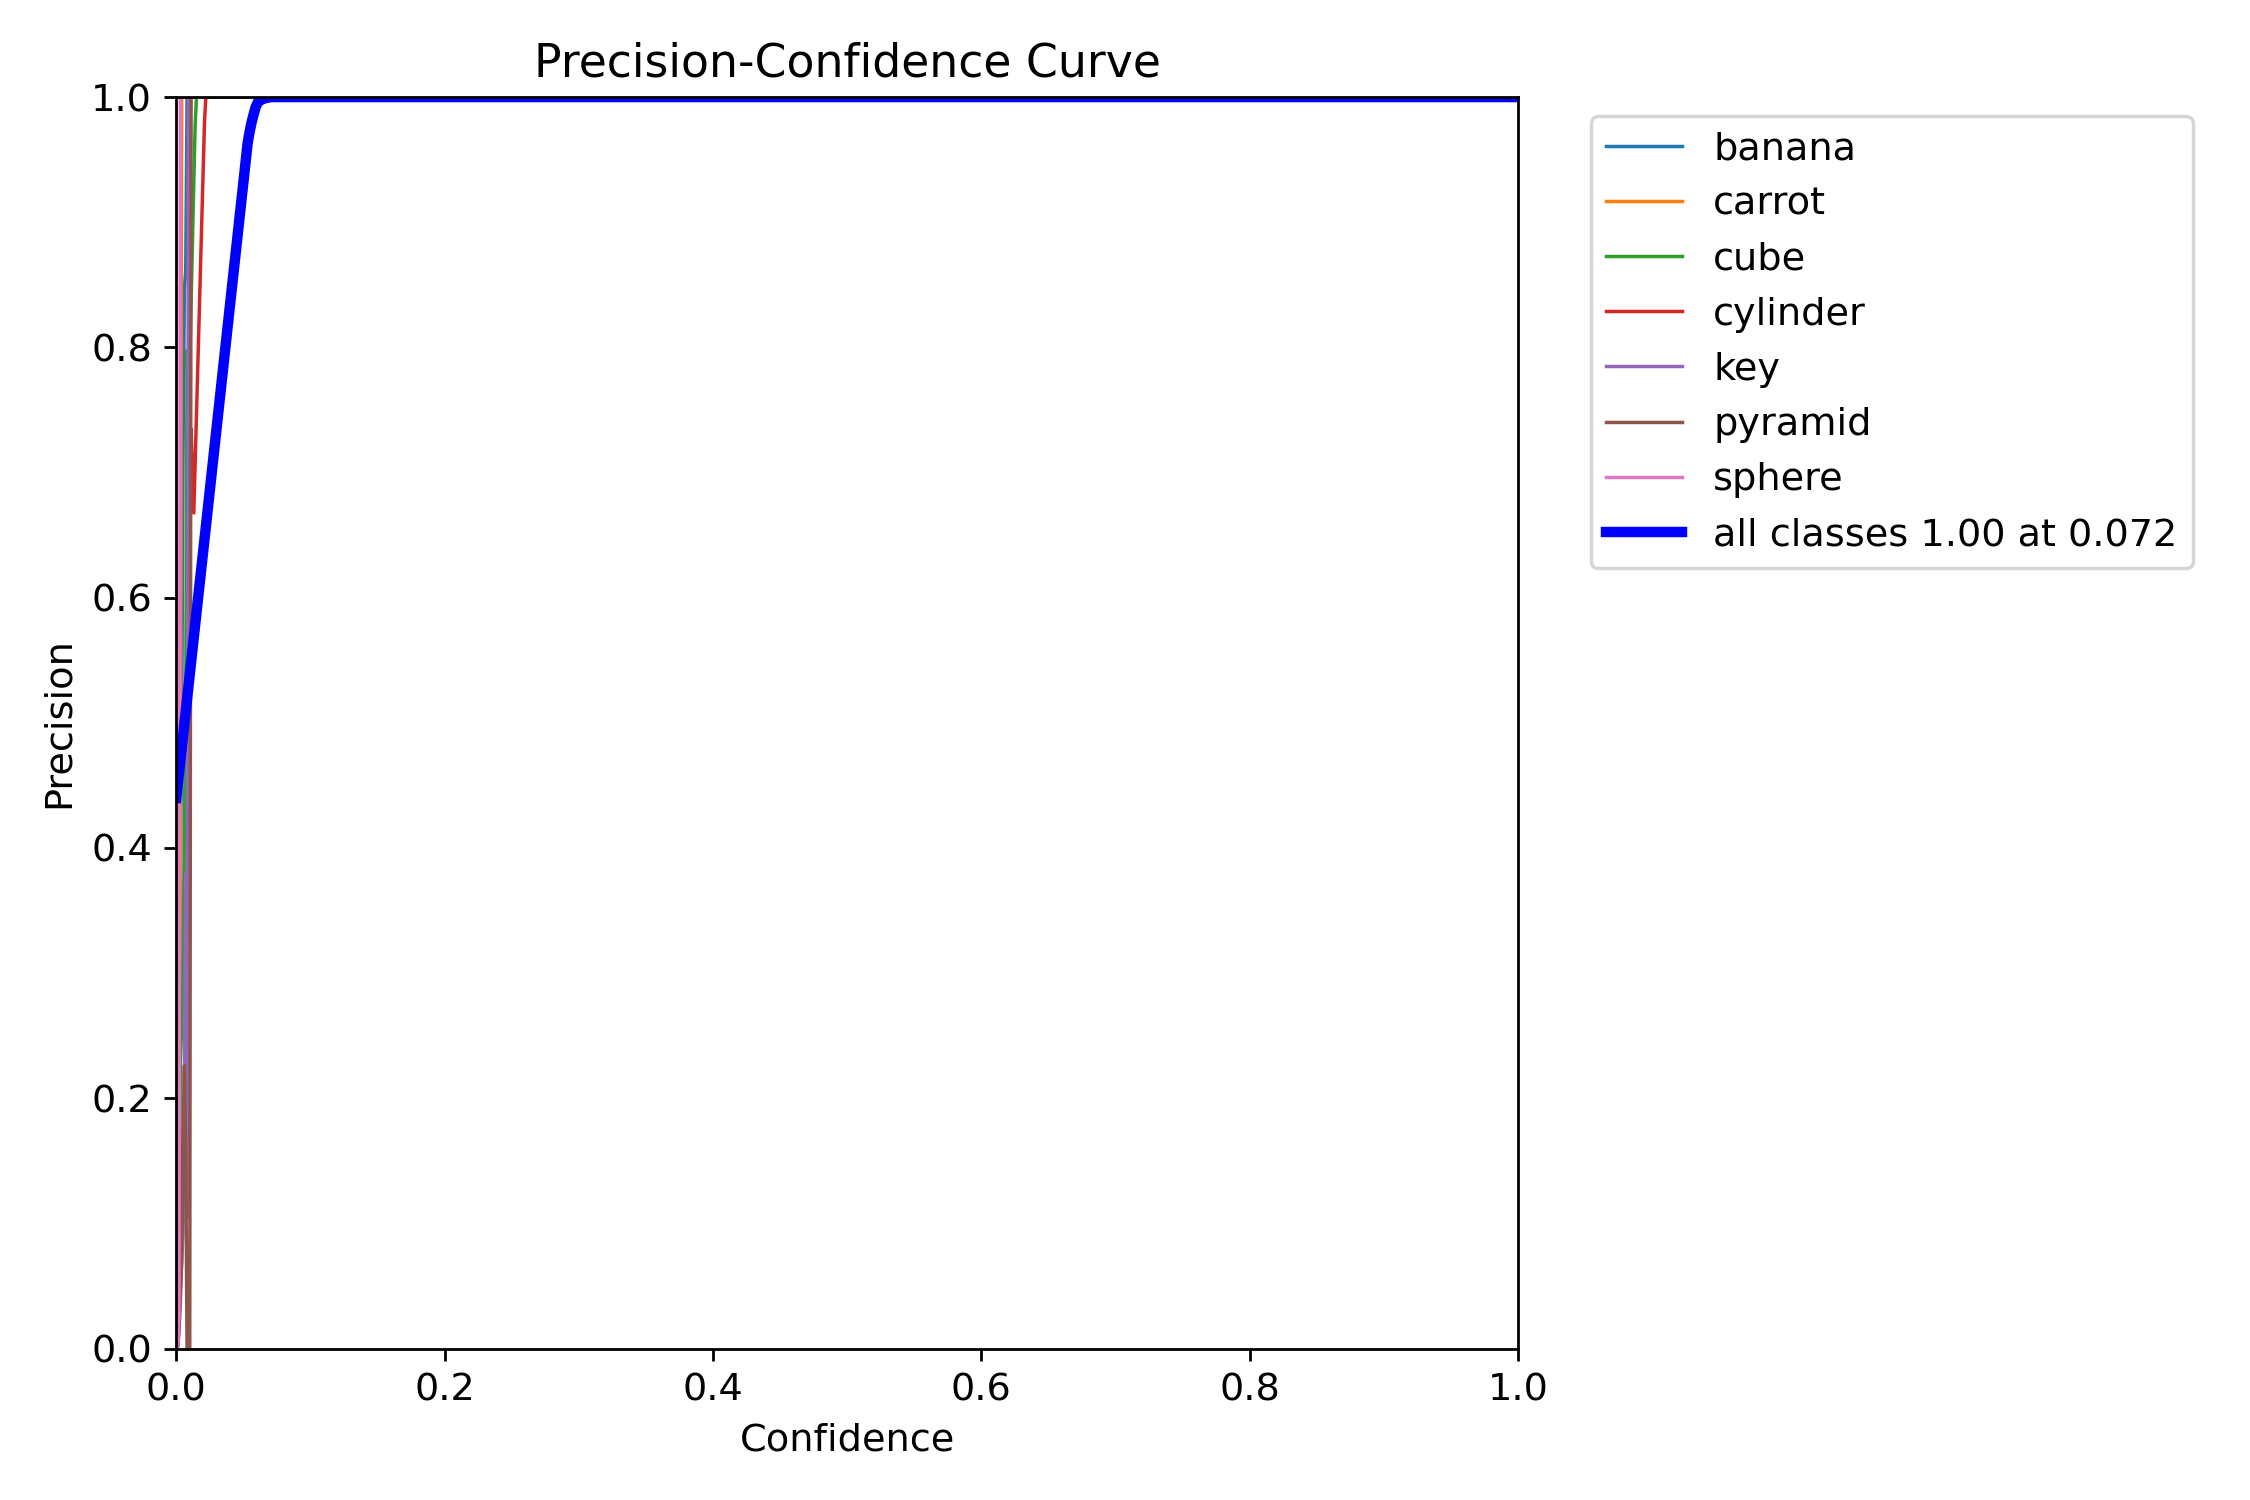 Precision-Confidence Curve
1.0
0.8
0.6
0.4
0.2
0.0
Precision
0.0 0.2 0.4 0.6 0.8 1.0
Confidence
banana
carrot
cube
cylinder
key
pyramid
sphere
all classes 1.00 at 0.072